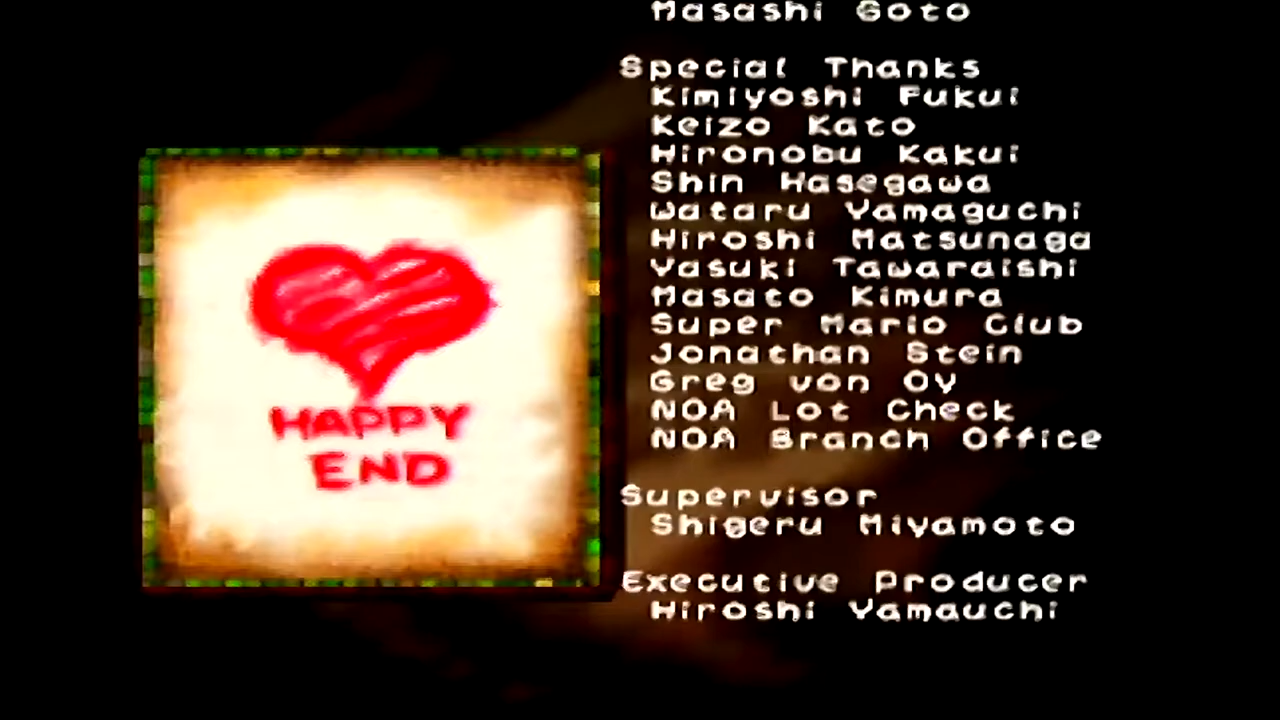 HAPPY
END
Masashi Goto
Special Thanks
Kimiyoshi Fukui
Keizo Kato
Hironobu Kakui
Shin Hasegawa
Wataru Yamaguchi
Hiroshi Matsunaga
Yasuki Tawaraishi
Masato Kimura
Super Mario Club
Jonathan Stein
Greg von Oy
NOA Lot Check
NOA Branch Office
Supervisor
Shigeru Miyamoto
Executive Producer
Hiroshi Yamauchi